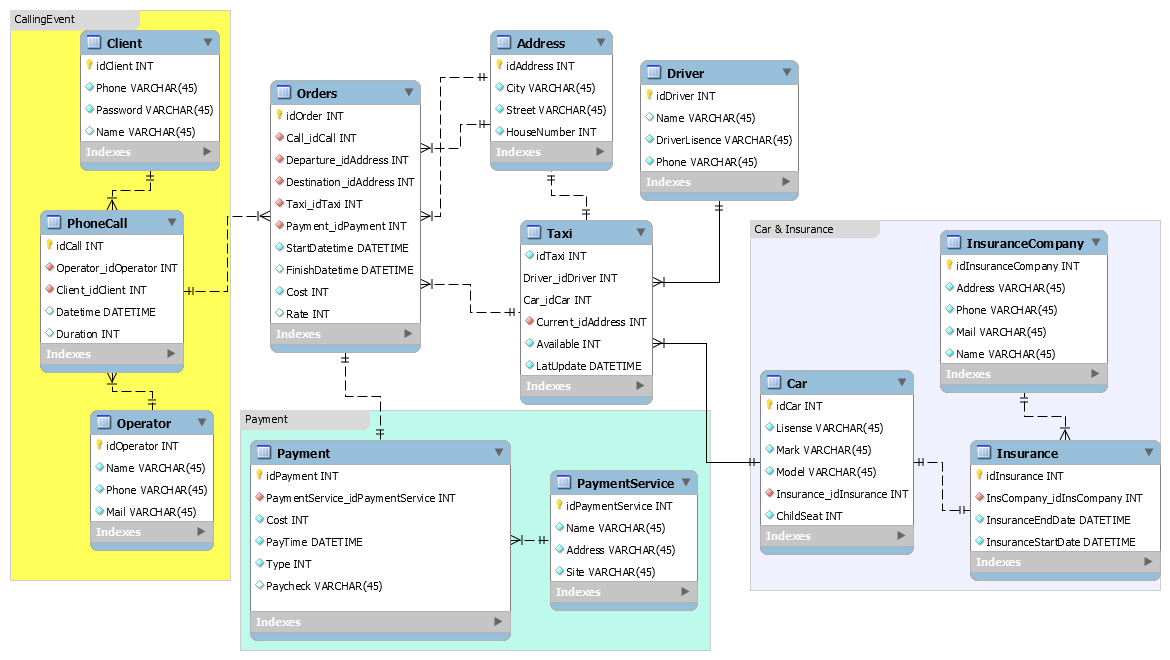 CallingEvent
Client
idClient INT
Phone VARCHAR(45)
Password VARCHAR(45)
Name VARCHAR(45)
Indexes
PhoneCall
idCall INT
Operator_idOperator INT
Client_idClient INT
Datetime DATETIME
Duration INT
Indexes
Operator
idOperator INT
Name VARCHAR(45)
Phone VARCHAR(45)
Mail VARCHAR(45)
Indexes
Orders
idOrder INT
Call_idCall INT
Departure_idAddress INT
Destination_idAddress INT
Taxi_idTaxi INT
Payment_idPayment INT
StartDatetime DATETIME
FinishDatetime DATETIME
Cost INT
Rate INT
Indexes
Address
idAddress INT
City VARCHAR(45)
Street VARCHAR(45)
HouseNumber INT
Indexes
Driver
idDriver INT
Name VARCHAR(45)
DriverLisence VARCHAR(45)
Phone VARCHAR(45)
Indexes
Taxi
idTaxi INT
Driver_idDriver INT
Car_idCar INT
Current_idAddress INT
Available INT
LatUpdate DATETIME
Indexes
Payment
Payment
idPayment INT
PaymentService_idPaymentService INT
Cost INT
PayTime DATETIME
Type INT
Paycheck VARCHAR(45)
Indexes
PaymentService
idPaymentService INT
Name VARCHAR(45)
Address VARCHAR(45)
Site VARCHAR(45)
Indexes
Car & Insurance
InsuranceCompany
idInsuranceCompany INT
Address VARCHAR(45)
Phone VARCHAR(45)
Mail VARCHAR(45)
Name VARCHAR(45)
Indexes
Car
idCar INT
Lisense VARCHAR(45)
Mark VARCHAR(45)
Model VARCHAR(45)
Insurance_idInsurance INT
ChildSeat INT
Indexes
Insurance
idInsurance INT
InsCompany_idInsCompany INT
InsuranceEndDate DATETIME
InsuranceStartDate DATETIME
Indexes